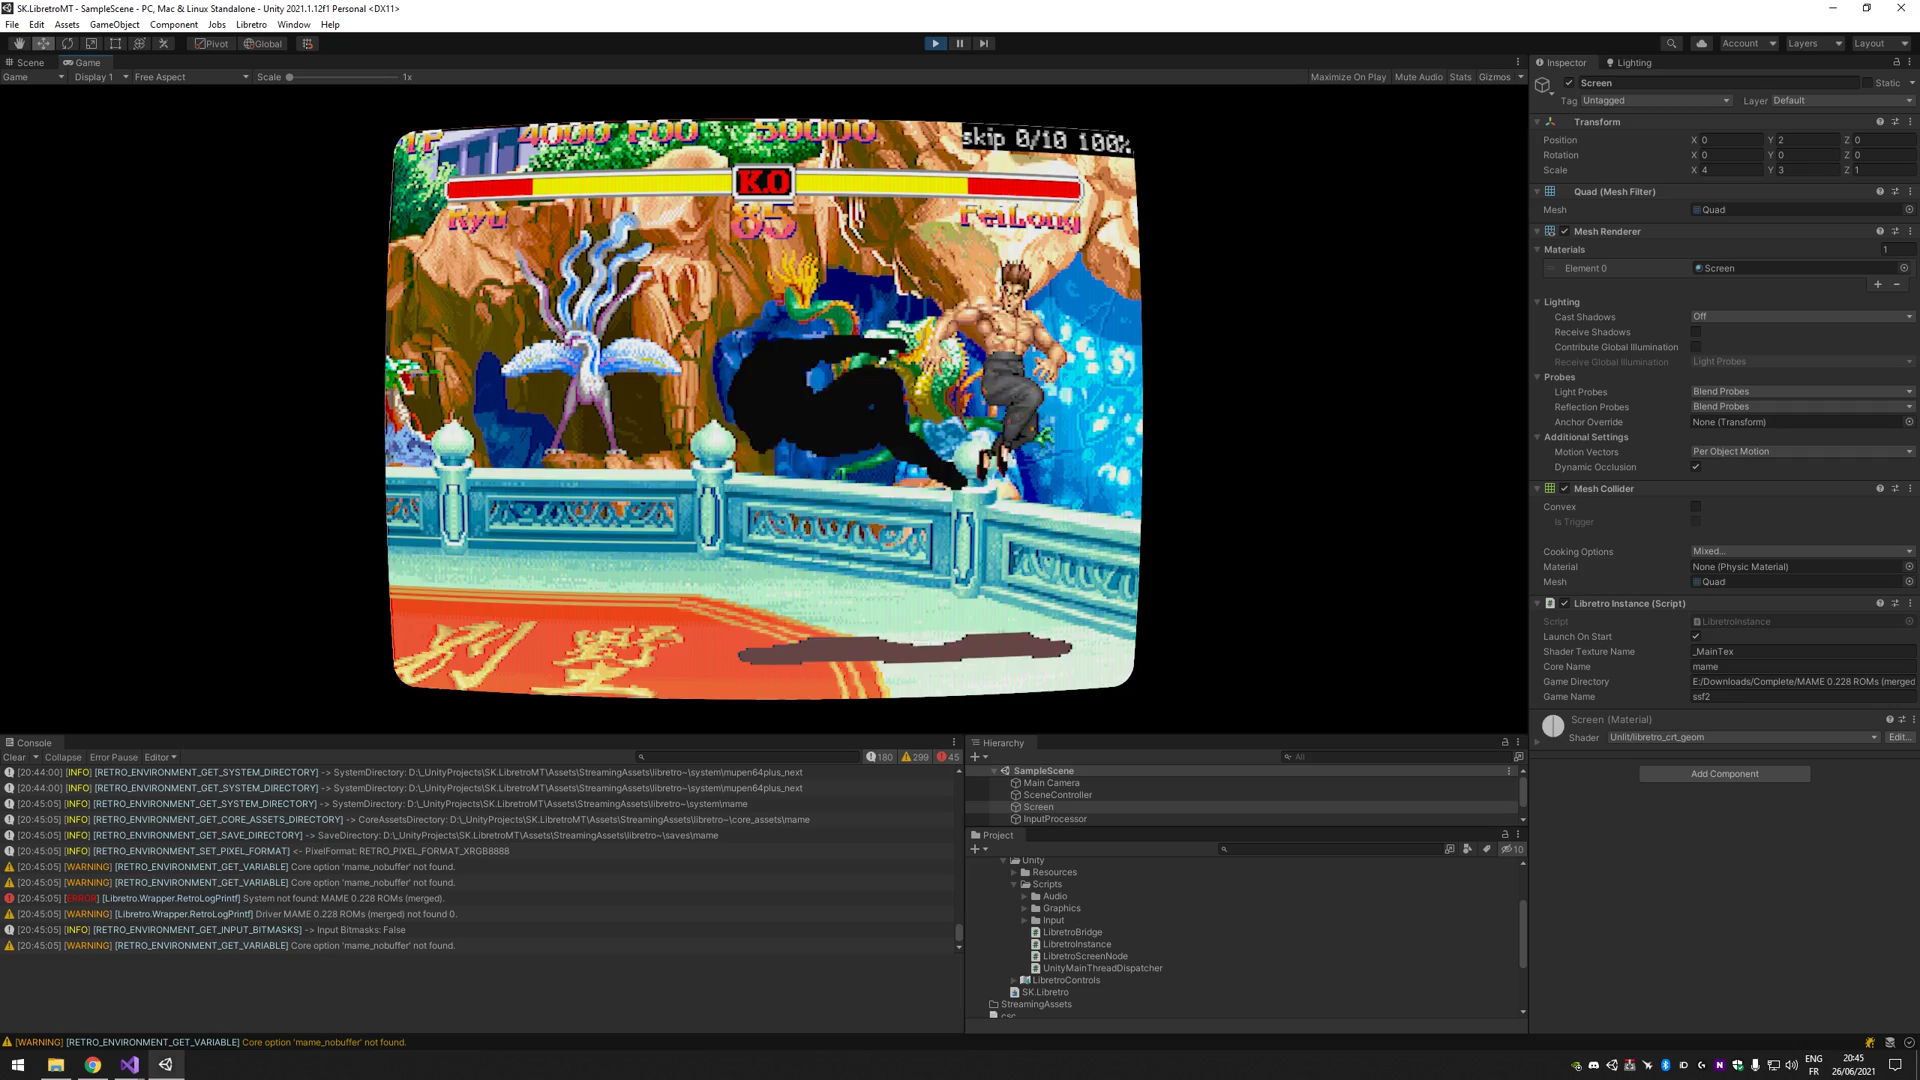 SK.LibretroMT - SampleScene - PC, Mac & Linux Standalone - Unity 2021.1.12f1 Personal <DX11>
File Edit Assets GameObject Component Jobs Libretro Window Help
Pivot Global
Account Layers Layout
Scene Game
Game Display 1 Free Aspect Scale 1x Maximize On Play Mute Audio Stats Gizmos
1P 4000 50000 skip 0/10 100%
K.O
Ryu 85 FeiLong
Inspector Lighting
Screen Static
Tag Untagged Layer Default
Transform
Position X 0 Y 2 Z 0
Rotation X 0 Y 0 Z 0
Scale X 4 Y 3 Z 1
Quad (Mesh Filter)
Mesh Quad
Mesh Renderer
Materials 1
Element 0 Screen
Lighting
Cast Shadows Off
Receive Shadows
Contribute Global Illumination
Receive Global Illumination Light Probes
Probes
Light Probes Blend Probes
Reflection Probes Blend Probes
Anchor Override None (Transform)
Additional Settings
Motion Vectors Per Object Motion
Dynamic Occlusion
Mesh Collider
Convex
Is Trigger
Cooking Options Mixed...
Material None (Physic Material)
Mesh Quad
Libretro Instance (Script)
Script LibretroInstance
Launch On Start
Shader Texture Name _MainTex
Core Name mame
Game Directory E:/Downloads/Complete/MAME 0.228 ROMs (merged
Game Name ssf2
Screen (Material)
Shader Unlit/libretro_crt_geom Edit...
Add Component
Console
Clear Collapse Error Pause Editor 180 299 45
[20:44:00] [INFO] [RETRO_ENVIRONMENT_GET_SYSTEM_DIRECTORY] -> SystemDirectory: D:\_UnityProjects\SK.LibretroMT\Assets\StreamingAssets\libretro~\system\mupen64plus_next
[20:44:00] [INFO] [RETRO_ENVIRONMENT_GET_SYSTEM_DIRECTORY] -> SystemDirectory: D:\_UnityProjects\SK.LibretroMT\Assets\StreamingAssets\libretro~\system\mupen64plus_next
[20:45:05] [INFO] [RETRO_ENVIRONMENT_GET_SYSTEM_DIRECTORY] -> SystemDirectory: D:\_UnityProjects\SK.LibretroMT\Assets\StreamingAssets\libretro~\system\mame
[20:45:05] [INFO] [RETRO_ENVIRONMENT_GET_CORE_ASSETS_DIRECTORY] -> CoreAssetsDirectory: D:\_UnityProjects\SK.LibretroMT\Assets\StreamingAssets\libretro~\core_assets\mame
[20:45:05] [INFO] [RETRO_ENVIRONMENT_GET_SAVE_DIRECTORY] -> SaveDirectory: D:\_UnityProjects\SK.LibretroMT\Assets\StreamingAssets\libretro~\saves\mame
[20:45:05] [INFO] [RETRO_ENVIRONMENT_SET_PIXEL_FORMAT] <- PixelFormat: RETRO_PIXEL_FORMAT_XRGB8888
[20:45:05] [WARNING] [RETRO_ENVIRONMENT_GET_VARIABLE] Core option 'mame_nobuffer' not found.
[20:45:05] [WARNING] [RETRO_ENVIRONMENT_GET_VARIABLE] Core option 'mame_nobuffer' not found.
[20:45:05] [ERROR] [Libretro.Wrapper.RetroLogPrintf] System not found: MAME 0.228 ROMs (merged).
[20:45:05] [WARNING] [Libretro.Wrapper.RetroLogPrintf] Driver MAME 0.228 ROMs (merged) not found 0.
[20:45:05] [INFO] [RETRO_ENVIRONMENT_GET_INPUT_BITMASKS] -> Input Bitmasks: False
[20:45:05] [WARNING] [RETRO_ENVIRONMENT_GET_VARIABLE] Core option 'mame_nobuffer' not found.
Hierarchy
All
SampleScene
Main Camera
SceneController
Screen
InputProcessor
Project
10
Unity
Resources
Scripts
Audio
Graphics
Input
LibretroBridge
LibretroInstance
LibretroScreenNode
UnityMainThreadDispatcher
LibretroControls
SK.Libretro
StreamingAssets
csc
[WARNING] [RETRO_ENVIRONMENT_GET_VARIABLE] Core option 'mame_nobuffer' not found.
ENG
FR
20:45
26/06/2021